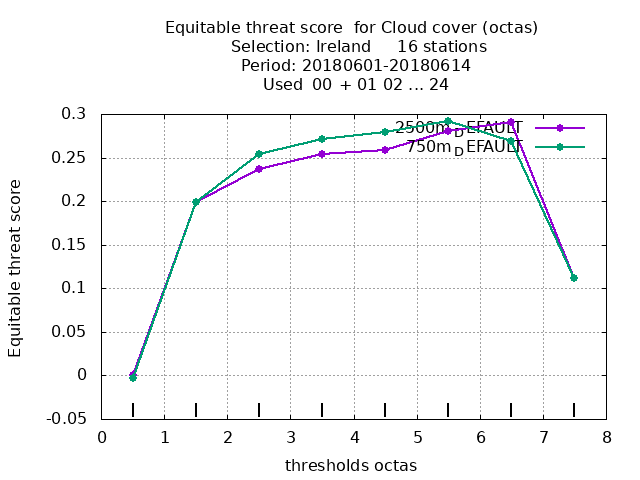 Equitable threat score  for Cloud cover (octas)
Selection: Ireland     16 stations
Period: 20180601-20180614
Used  00 + 01 02 ... 24
2500m_DEFAULT
750m_DEFAULT
Equitable threat score
0.3
0.25
0.2
0.15
0.1
0.05
0
-0.05
0 1 2 3 4 5 6 7 8
thresholds octas